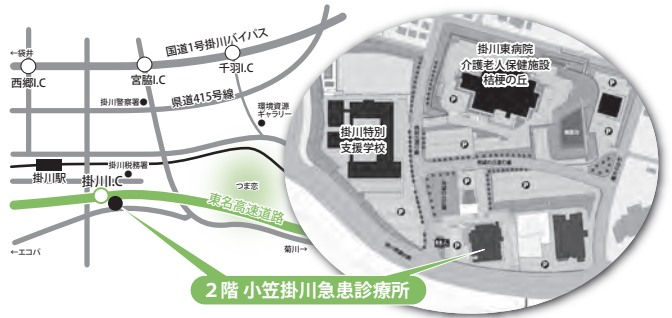 ←袋井
国道1号掛川バイパス
西郷I.C
宮脇I.C
千羽I.C
掛川警察署
県道415号線
環境資源
ギャラリー
掛川税務署
掛川駅
掛川I.C
つま恋
東名高速道路
←エコパ
菊川→
掛川東病院
介護老人保健施設
桔梗の丘
掛川特別
支援学校
P
P
P
P
P
P
P
P
P
P
2階 小笠掛川急患診療所